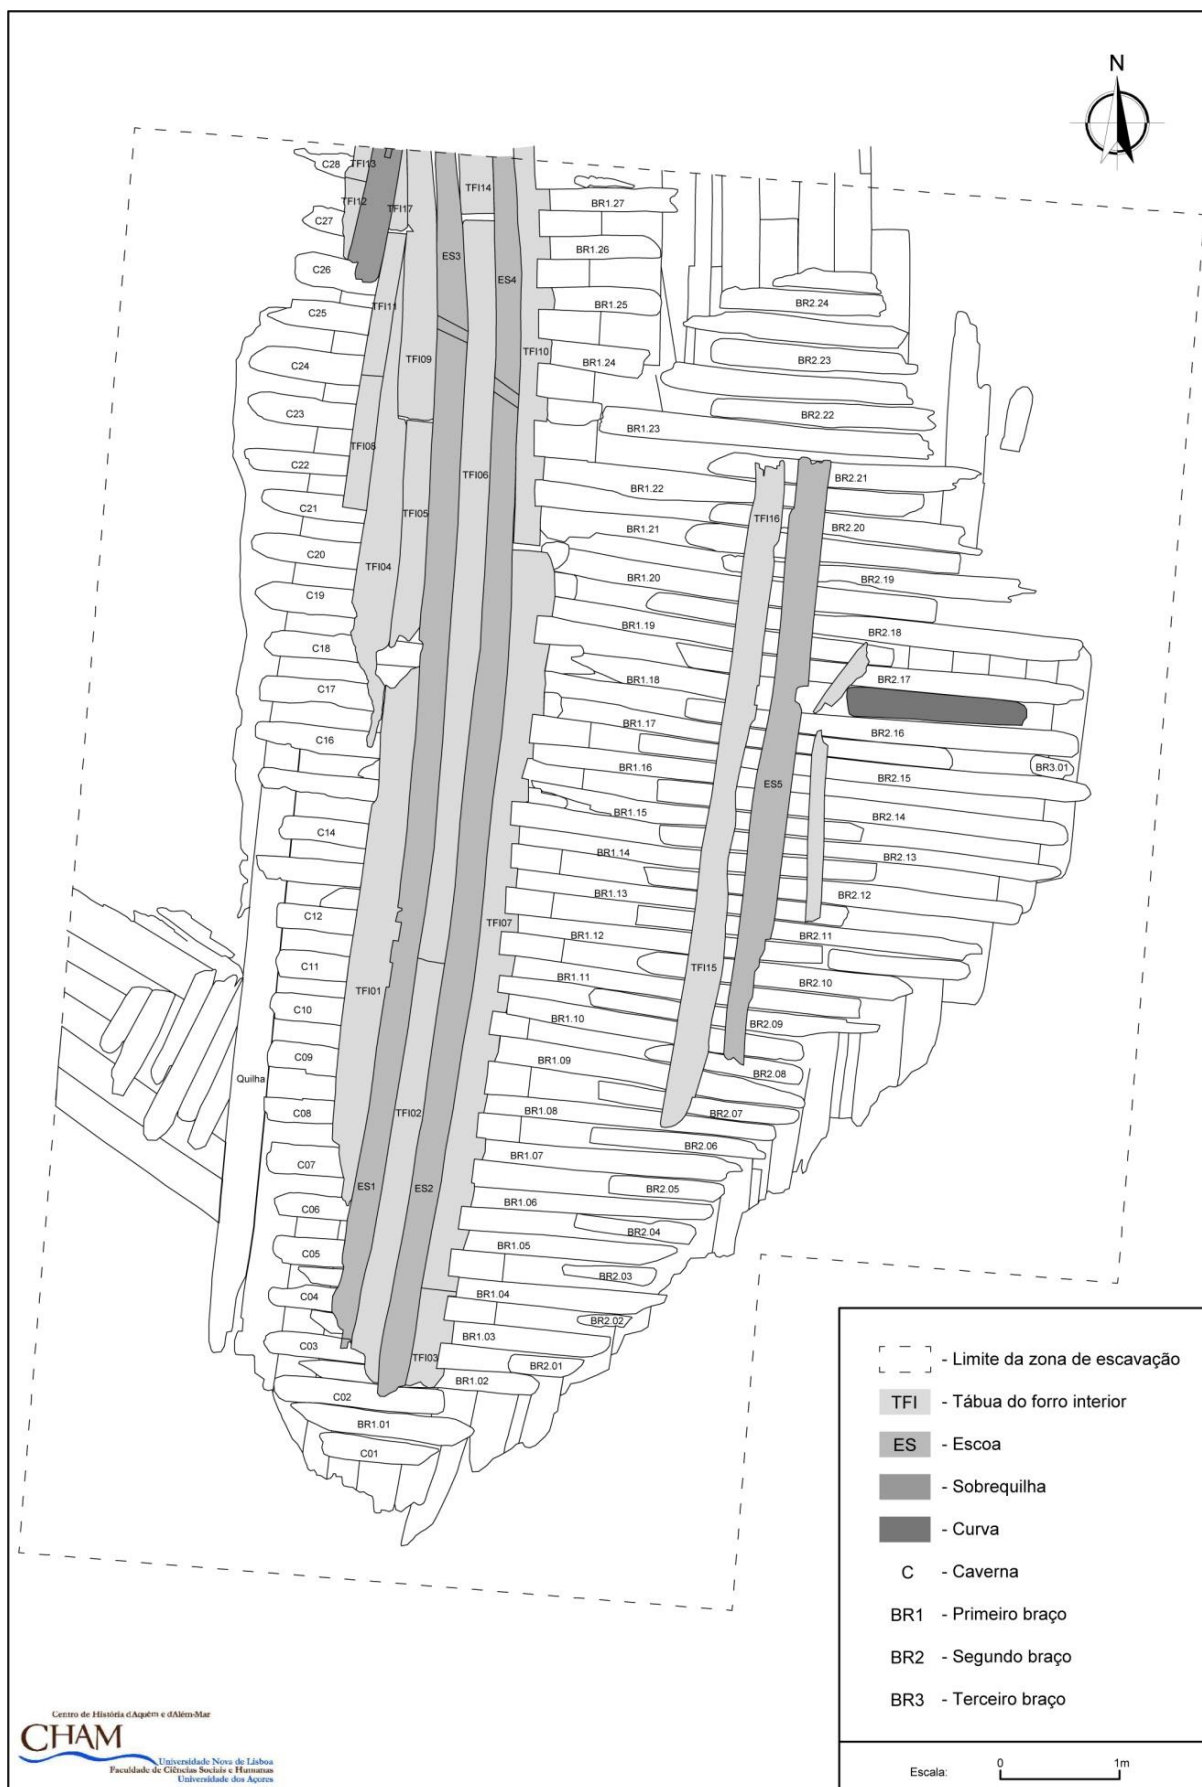 N
C28
TFI13
TFI14
TFI12
TFI17
BR1.27
C27
ES3
BR1.26
C26
ES4
BR1.25
BR2.24
TFI11
C25
TFI10
TFI09
BR1.24
BR2.23
C24
C23
BR2.22
BR1.23
TFI08
C22
TFI06
BR2.21
BR1.22
C21
TFI05
TFI16
BR2.20
BR1.21
C20
TFI04
BR2.19
BR1.20
C19
BR1.19
BR2.18
C18
BR1.18
BR2.17
C17
BR1.17
BR2.16
C16
BR1.16
BR3.01
BR2.15
ES5
BR1.15
BR2.14
C14
BR1.14
BR2.13
BR1.13
BR2.12
C12
TFI07
BR1.12
BR2.11
C11
TFI15
BR1.11
BR2.10
TFI01
C10
BR1.10
BR2.09
C09
BR1.09
BR2.08
Quilha
C08
TFI02
BR1.08
BR2.07
BR2.06
C07
BR1.07
ES1
ES2
BR2.05
C06
BR1.06
BR2.04
C05
BR1.05
BR2.03
C04
BR1.04
BR2.02
C03
BR1.03
TFI03
BR2.01
BR1.02
C02
BR1.01
C01
- Limite da zona de escavação
TFI - Tábua do forro interior
ES - Escoa
- Sobrequilha
- Curva
C - Caverna
BR1 - Primeiro braço
BR2 - Segundo braço
BR3 - Terceiro braço
Escala: 0 1m
Centro de História d'Aquém e d'Além-Mar
CHAM
Universidade Nova de Lisboa
Faculdade de Ciências Sociais e Humanas
Universidade dos Açores